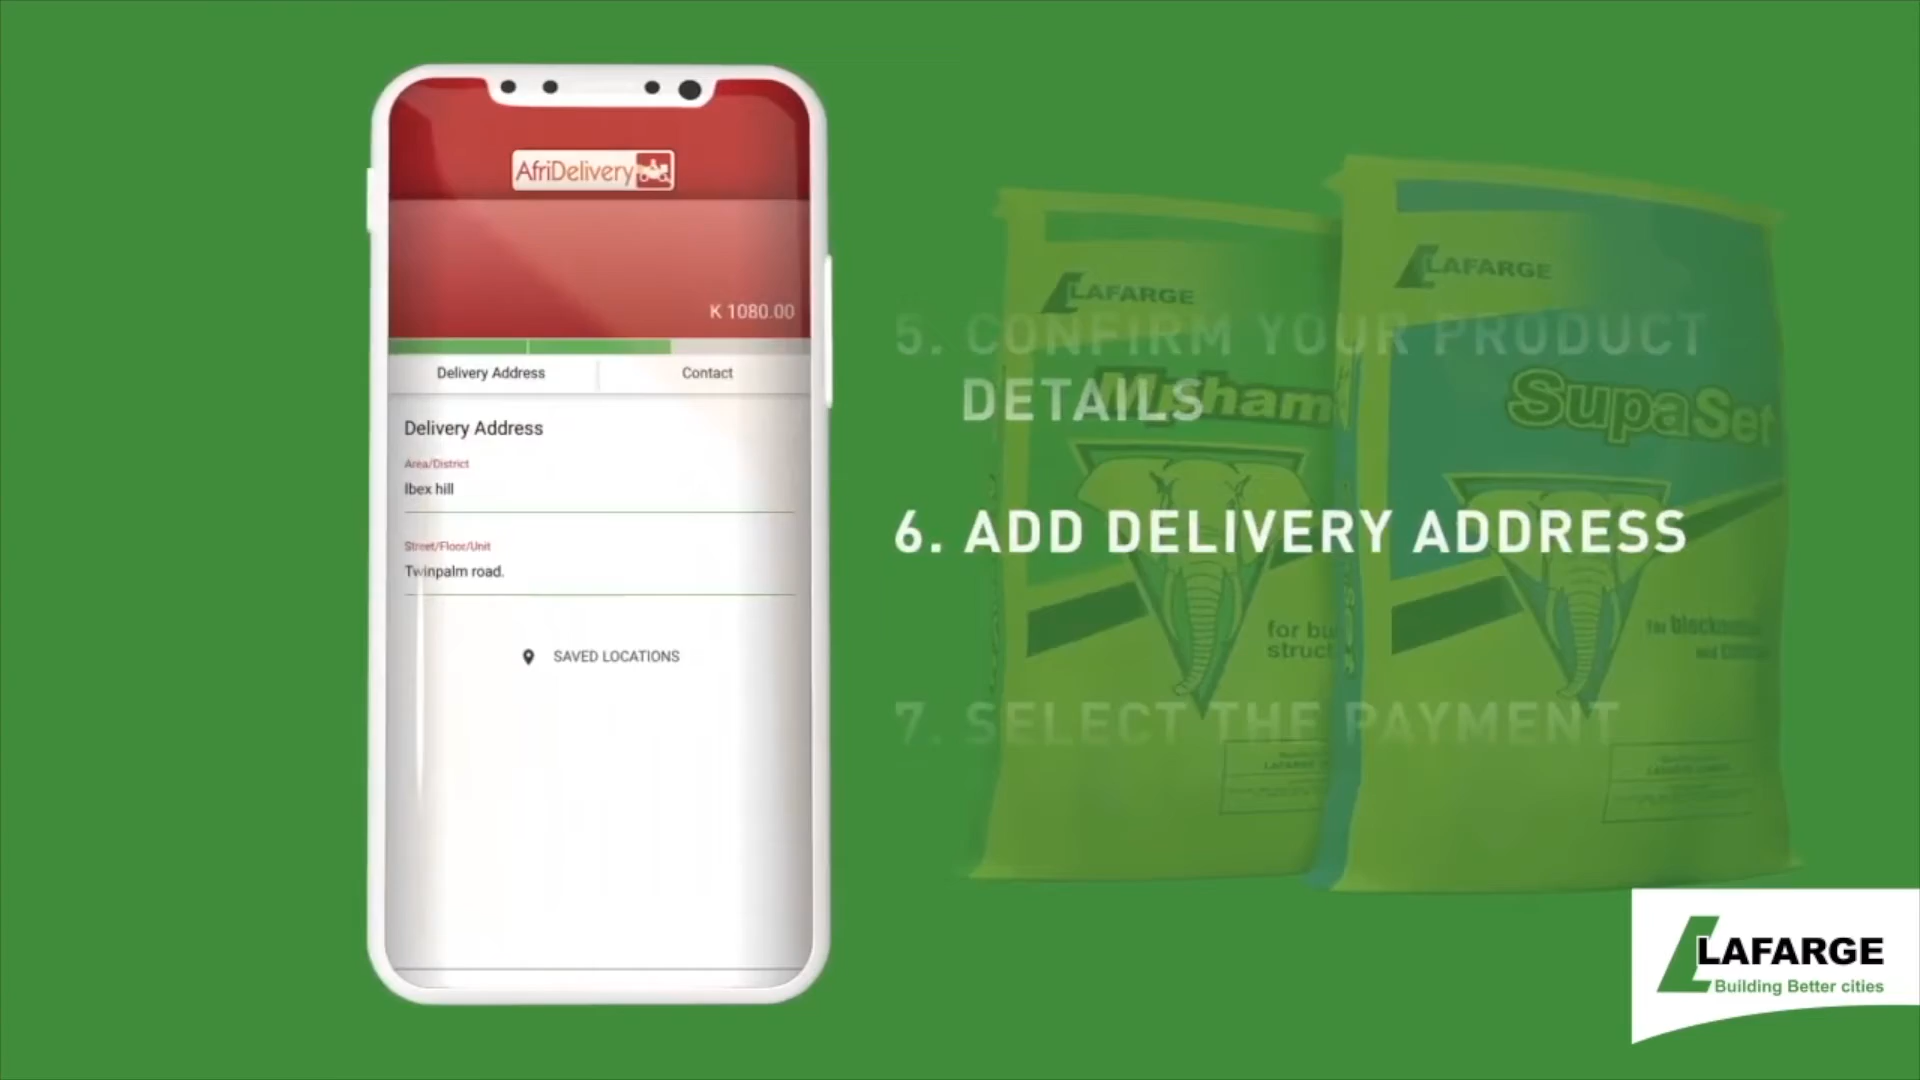 AfriDelivery
K 1080.00
Delivery Address
Contact
Delivery Address
Area/District
Ibex hill
Street/Floor/Unit
Twinpalm road.
SAVED LOCATIONS
LAFARGE
LAFARGE
5. CONFIRM YOUR PRODUCT
DETAILS
SupaSet
6. ADD DELIVERY ADDRESS
for
7. SELECT THE PAYMENT
LAFARGE
Building Better cities